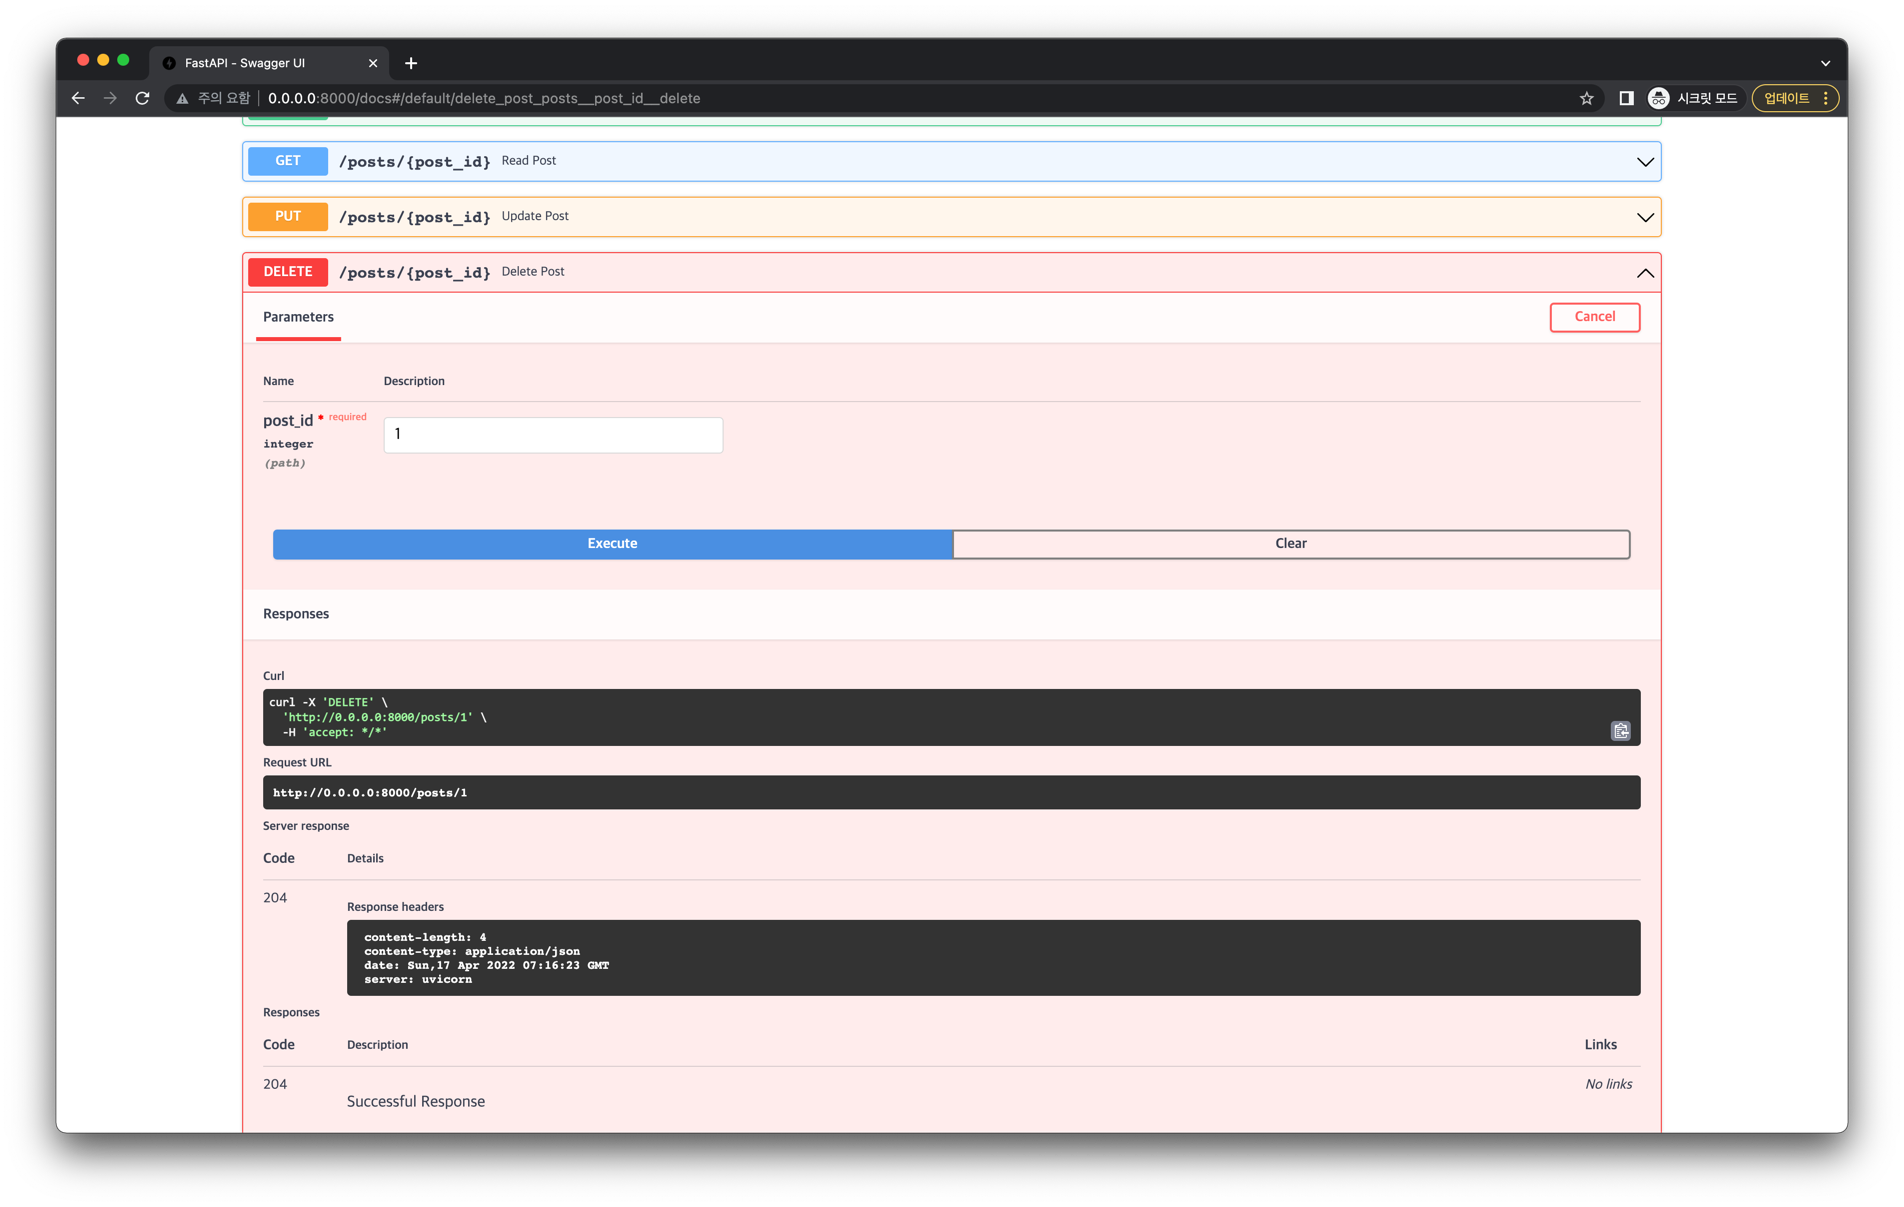 FastAPI - Swagger UI
주의 요함
0.0.0.0:8000/docs#/default/delete_post_posts__post_id__delete
시크릿 모드
업데이트
GET /posts/{post_id} Read Post
PUT /posts/{post_id} Update Post
DELETE /posts/{post_id} Delete Post
Parameters
Cancel
Name Description
post_id * required
integer
(path)
1
Execute
Clear
Responses
Curl
curl -X 'DELETE' \
'http://0.0.0.0:8000/posts/1' \
-H 'accept: */*'
Request URL
http://0.0.0.0:8000/posts/1
Server response
Code Details
204
Response headers
content-length: 4
content-type: application/json
date: Sun,17 Apr 2022 07:16:23 GMT
server: uvicorn
Responses
Code Description Links
204
No links
Successful Response